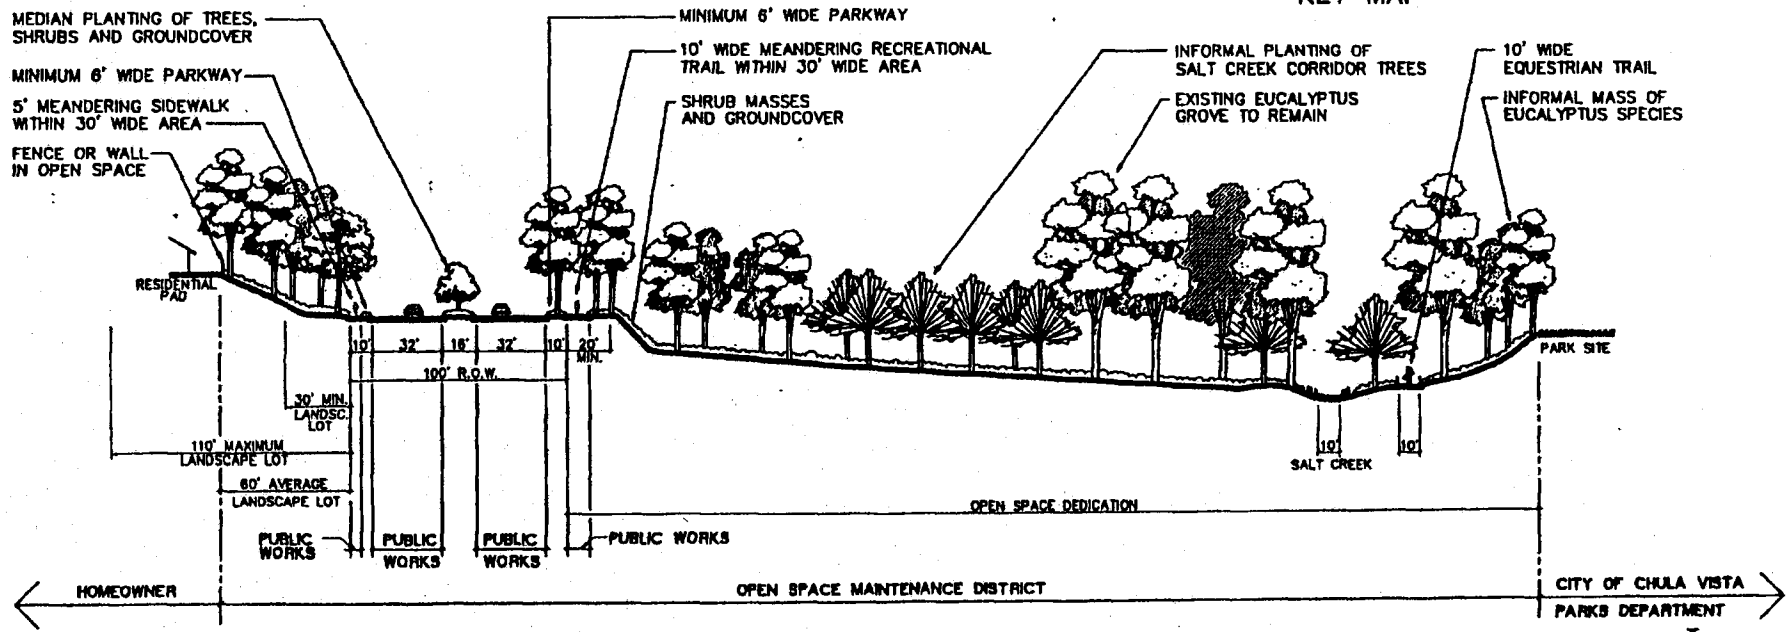 KEY MAP
MEDIAN PLANTING OF TREES,
SHRUBS AND GROUNDCOVER
MINIMUM 6' WIDE PARKWAY
5' MEANDERING SIDEWALK
WITHIN 30' WIDE AREA
FENCE OR WALL
IN OPEN SPACE
MINIMUM 6' WIDE PARKWAY
10' WIDE MEANDERING RECREATIONAL
TRAIL WITHIN 30' WIDE AREA
SHRUB MASSES
AND GROUNDCOVER
INFORMAL PLANTING OF
SALT CREEK CORRIDOR TREES
EXISTING EUCALYPTUS
GROVE TO REMAIN
10' WIDE
EQUESTRIAN TRAIL
INFORMAL MASS OF
EUCALYPTUS SPECIES
RESIDENTIAL
PAD
PARK SITE
10' 32' 16' 32' 10' 20'
MIN.
100' R.O.W.
30' MIN.
LANDSC.
LOT
110' MAXIMUM
LANDSCAPE LOT
60' AVERAGE
LANDSCAPE LOT
10' 10'
SALT CREEK
OPEN SPACE DEDICATION
PUBLIC
WORKS
PUBLIC
WORKS
PUBLIC
WORKS
PUBLIC WORKS
HOMEOWNER
OPEN SPACE MAINTENANCE DISTRICT
CITY OF CHULA VISTA
PARKS DEPARTMENT